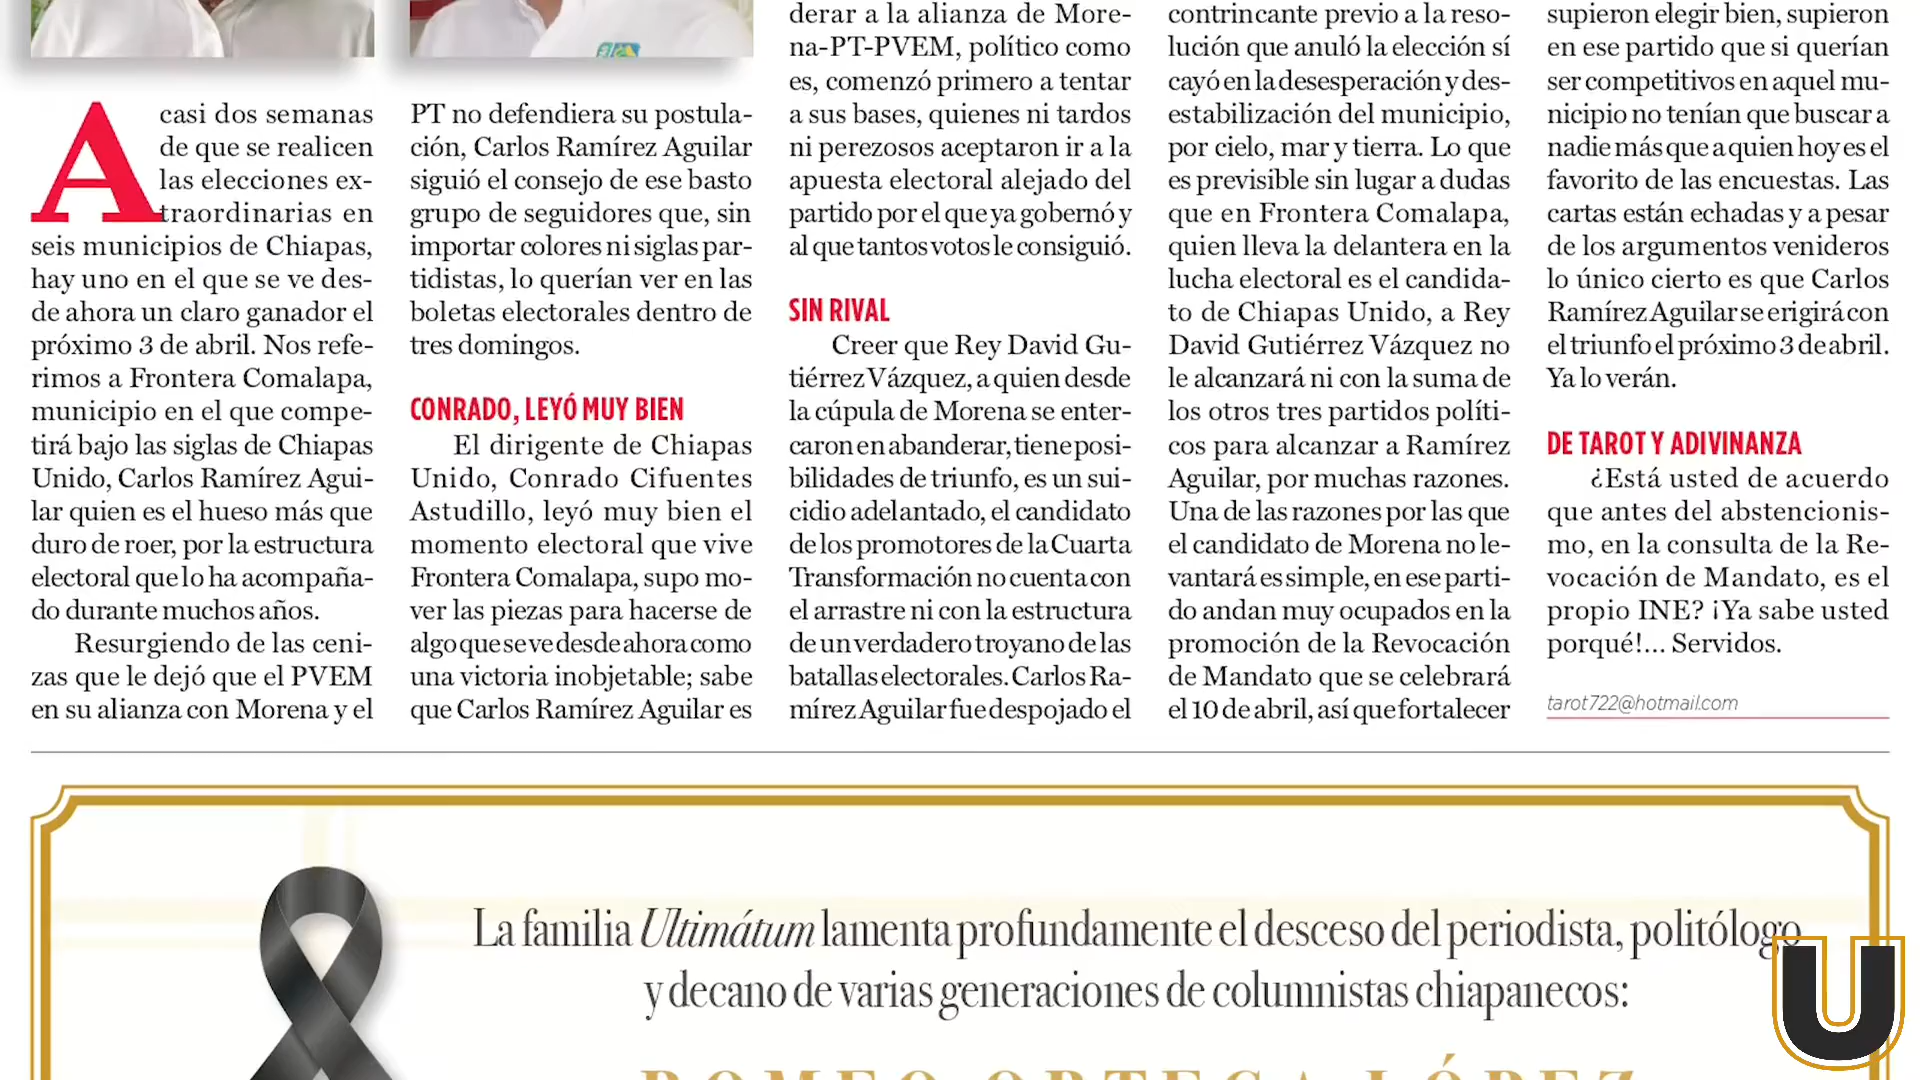 A casi dos semanas
de que se realicen
las elecciones ex-
traordinarias en
seis municipios de Chiapas,
hay uno en el que se ve des-
de ahora un claro ganador el
próximo 3 de abril. Nos refe-
rimos a Frontera Comalapa,
municipio en el que compe-
tirá bajo las siglas de Chiapas
Unido, Carlos Ramírez Agui-
lar quien es el hueso más que
duro de roer, por la estructura
electoral que lo ha acompaña-
do durante muchos años.
Resurgiendo de las ceni-
zas que le dejó que el PVEM
en su alianza con Morena y el
PT no defendiera su postula-
ción, Carlos Ramírez Aguilar
siguió el consejo de ese basto
grupo de seguidores que, sin
importar colores ni siglas par-
tidistas, lo querían ver en las
boletas electorales dentro de
tres domingos.
CONRADO, LEYÓ MUY BIEN
El dirigente de Chiapas
Unido, Conrado Cifuentes
Astudillo, leyó muy bien el
momento electoral que vive
Frontera Comalapa, supo mo-
ver las piezas para hacerse de
algo que se ve desde ahora como
una victoria inobjetable; sabe
que Carlos Ramírez Aguilar es
derar a la alianza de More-
na-PT-PVEM, político como
es, comenzó primero a tentar
a sus bases, quienes ni tardos
ni perezosos aceptaron ir a la
apuesta electoral alejado del
partido por el que ya gobernó y
al que tantos votos le consiguió.
SIN RIVAL
Creer que Rey David Gu-
tiérrez Vázquez, a quien desde
la cúpula de Morena se enter-
caron en abanderar, tiene posi-
bilidades de triunfo, es un sui-
cidio adelantado, el candidato
de los promotores de la Cuarta
Transformación no cuenta con
el arrastre ni con la estructura
de un verdadero troyano de las
batallas electorales. Carlos Ra-
mírez Aguilar fue despojado el
contrincante previo a la reso-
lución que anuló la elección sí
cayó en la desesperación y des-
estabilización del municipio,
por cielo, mar y tierra. Lo que
es previsible sin lugar a dudas
que en Frontera Comalapa,
quien lleva la delantera en la
lucha electoral es el candida-
to de Chiapas Unido, a Rey
David Gutiérrez Vázquez no
le alcanzará ni con la suma de
los otros tres partidos políti-
cos para alcanzar a Ramírez
Aguilar, por muchas razones.
Una de las razones por las que
el candidato de Morena no le-
vantará es simple, en ese parti-
do andan muy ocupados en la
promoción de la Revocación
de Mandato que se celebrará
el 10 de abril, así que fortalecer
supieron elegir bien, supieron
en ese partido que si querían
ser competitivos en aquel mu-
nicipio no tenían que buscar a
nadie más que a quien hoy es el
favorito de las encuestas. Las
cartas están echadas y a pesar
de los argumentos venideros
lo único cierto es que Carlos
Ramírez Aguilar se erigirá con
el triunfo el próximo 3 de abril.
Ya lo verán.
DE TAROT Y ADIVINANZA
¿Está usted de acuerdo
que antes del abstencionis-
mo, en la consulta de la Re-
vocación de Mandato, es el
propio INE? ¡Ya sabe usted
porqué!... Servidos.
tarot722@hotmail.com
La familia Ultimátum lamenta profundamente el desceso del periodista, politólogo
y decano de varias generaciones de columnistas chiapanecos:
ROMEO ORTEGA LÓPEZ
U